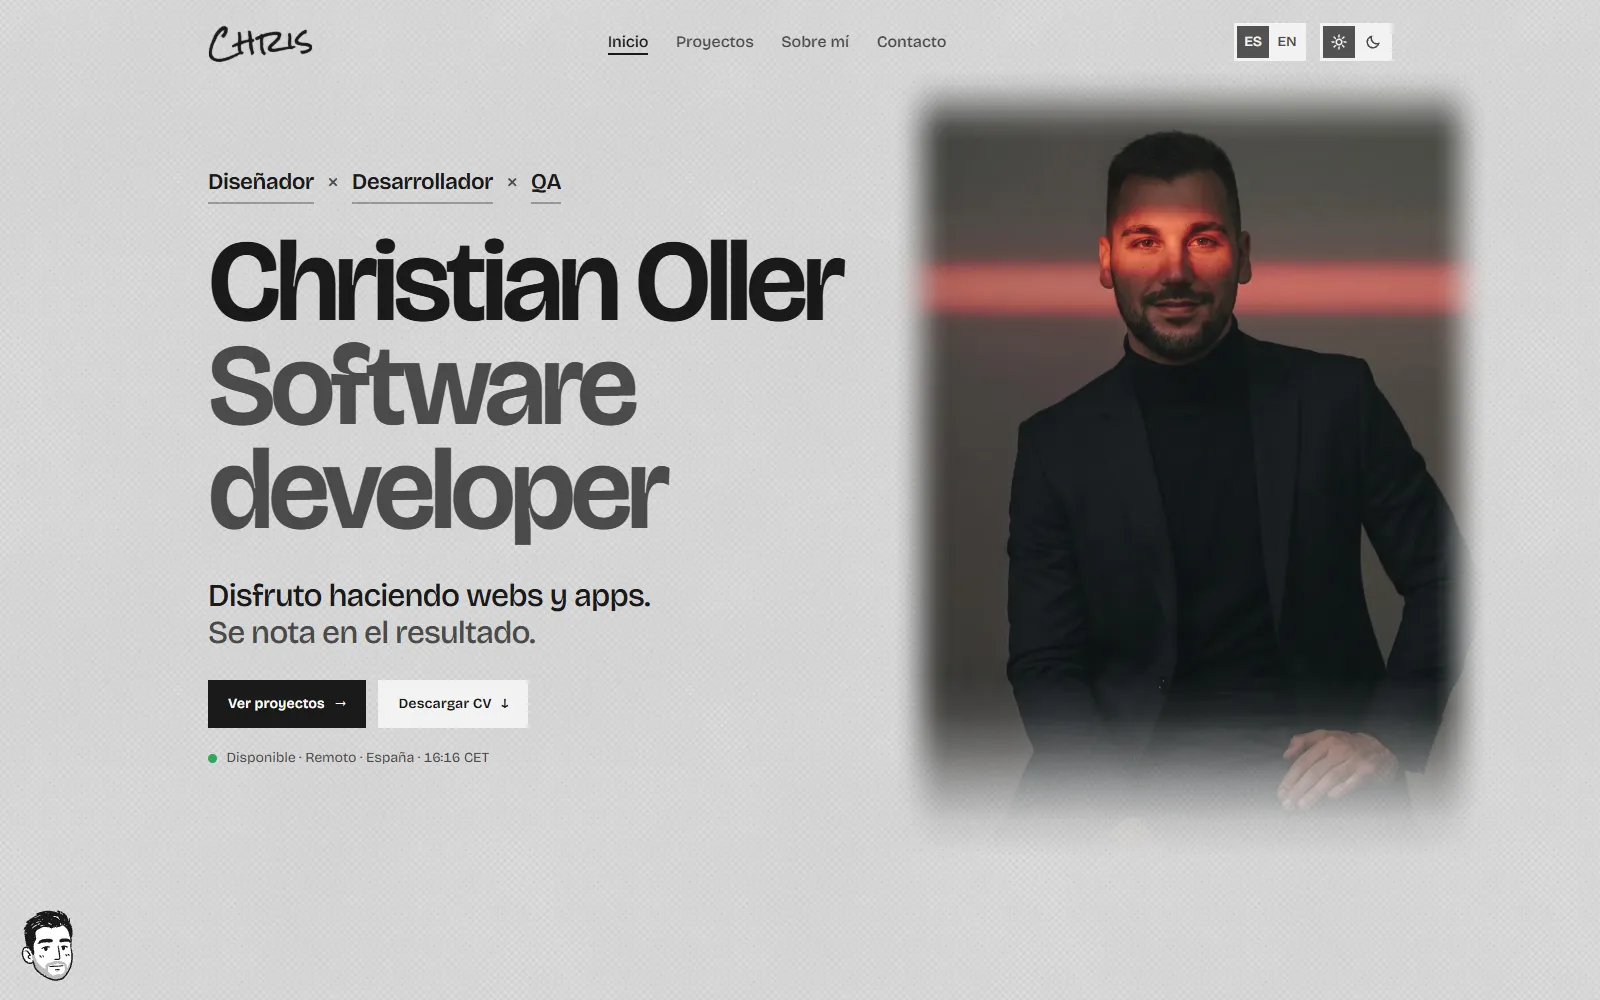 CHRIS
Inicio Proyectos Sobre mí Contacto
ES EN
Diseñador × Desarrollador × QA
Christian Oller
Software
developer
Disfruto haciendo webs y apps.
Se nota en el resultado.
Ver proyectos → Descargar CV ↓
Disponible · Remoto · España · 16:16 CET